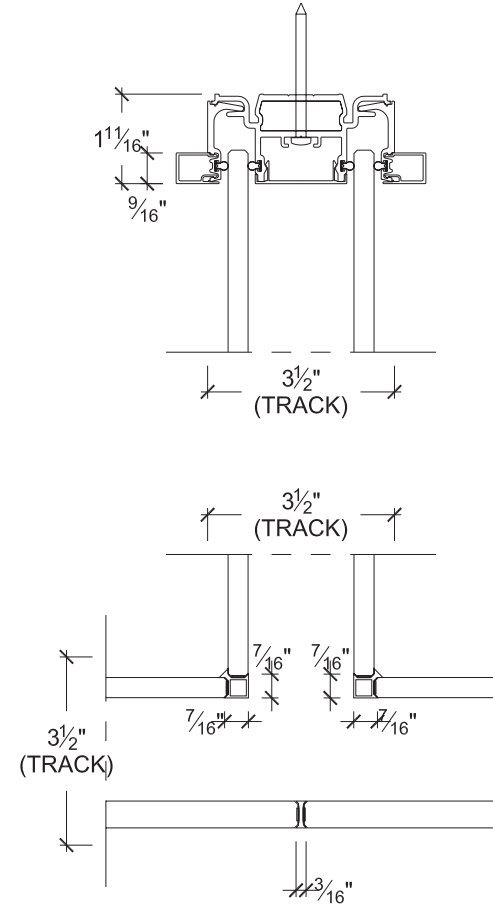 1 11/16"
9/16"
3 1/2"
(TRACK)
3 1/2"
(TRACK)
7/16" 7/16"
7/16" 7/16"
3 1/2"
(TRACK)
3/16"